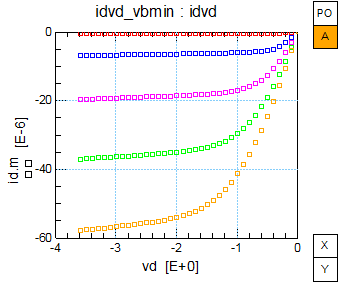 idvd_vbmin : idvd
PO
A
0
-20
-40
-60
id.m [E-6]
-4
-3
-2
-1
0
vd [E+0]
X
Y